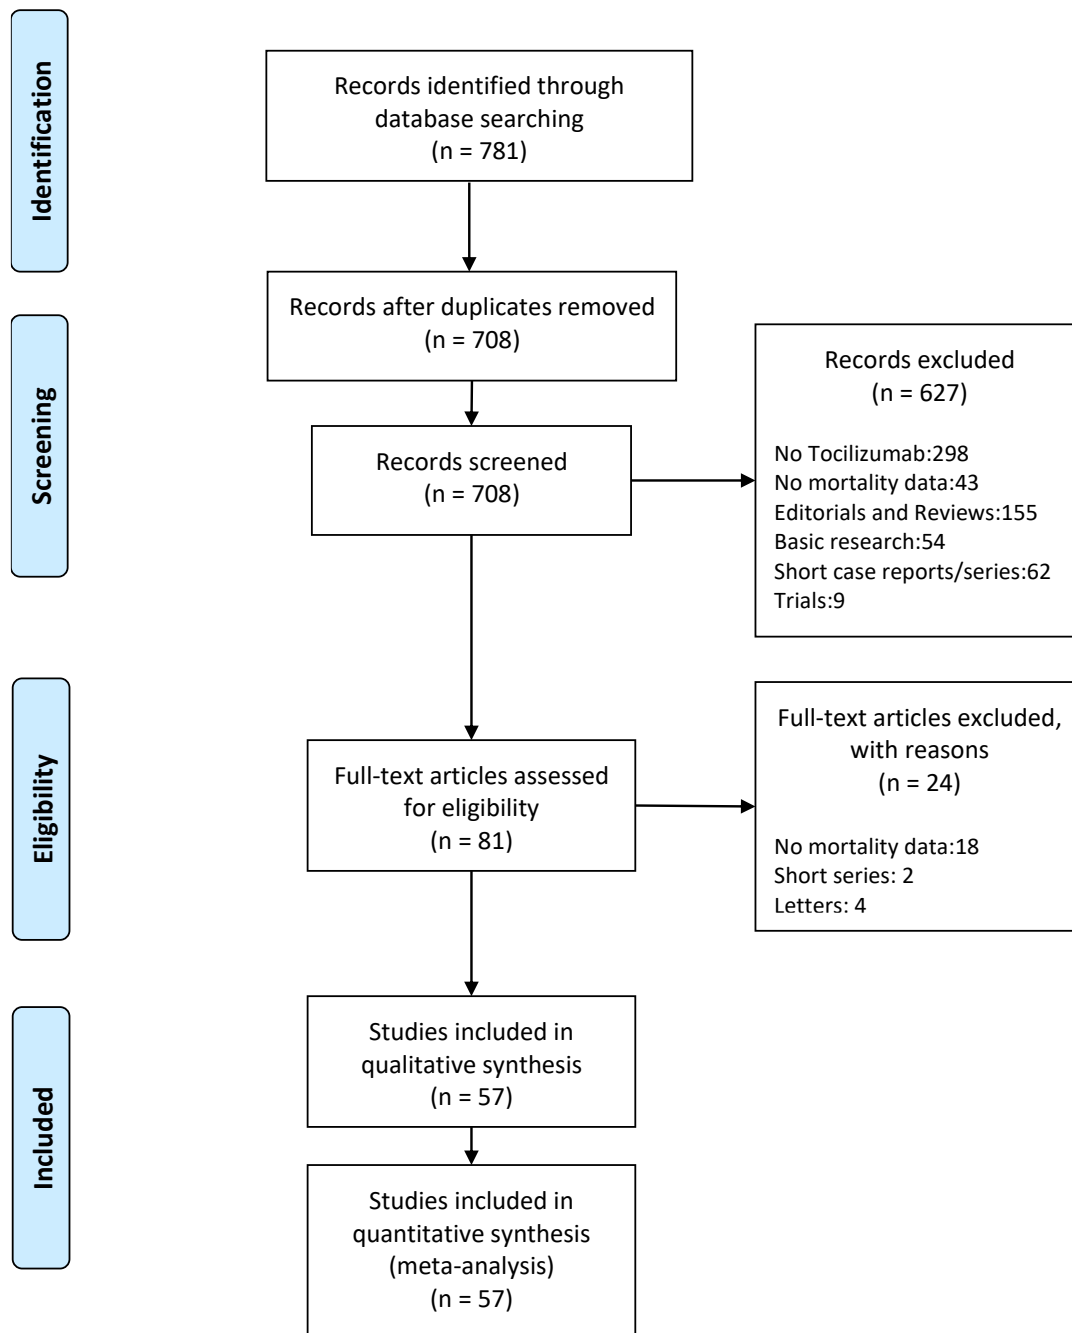 Identification
Records identified through
database searching
(n = 781)
Records after duplicates removed
(n = 708)
Screening
Records screened
(n = 708)
Records excluded
(n = 627)
No Tocilizumab:298
No mortality data:43
Editorials and Reviews:155
Basic research:54
Short case reports/series:62
Trials:9
Eligibility
Full-text articles assessed
for eligibility
(n = 81)
Full-text articles excluded,
with reasons
(n = 24)
No mortality data:18
Short series: 2
Letters: 4
Included
Studies included in
qualitative synthesis
(n = 57)
Studies included in
quantitative synthesis
(meta-analysis)
(n = 57)